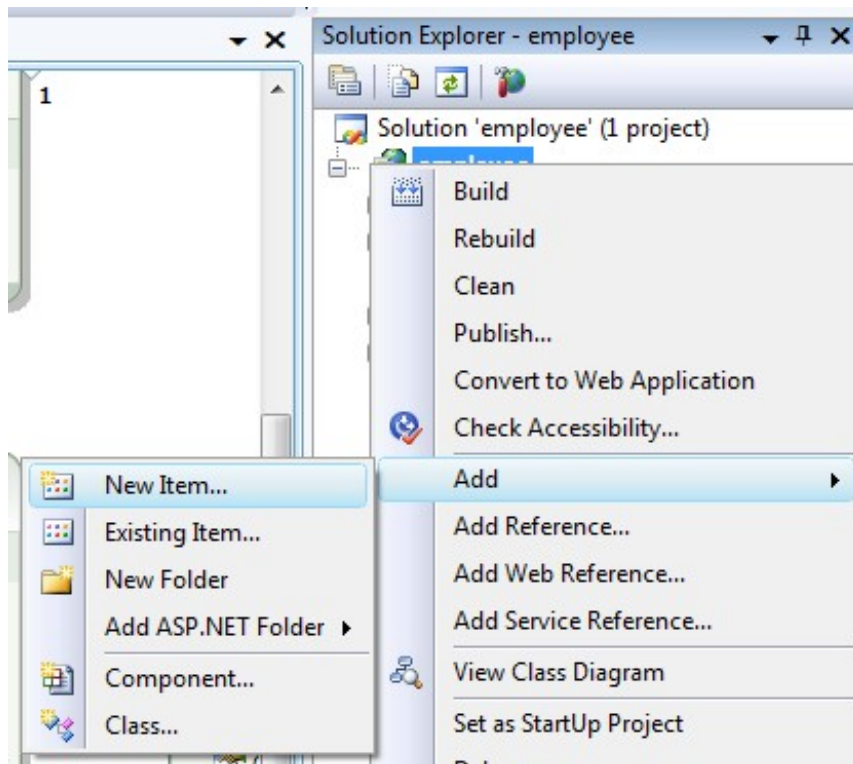 Solution Explorer - employee
1
Solution 'employee' (1 project)
employee
Build
Rebuild
Clean
Publish...
Convert to Web Application
Check Accessibility...
Add
Add Reference...
Add Web Reference...
Add Service Reference...
View Class Diagram
Set as StartUp Project
New Item...
Existing Item...
New Folder
Add ASP.NET Folder
Component...
Class...